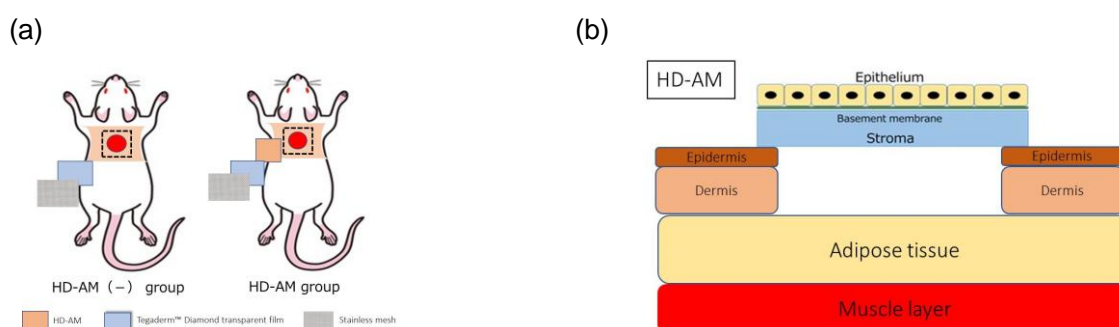 (a)
(b)
HD-AM
Epithelium
Basement membrane
Stroma
Epidermis
Epidermis
Dermis
Dermis
Adipose tissue
Muscle layer
HD-AM (−) group
HD-AM group
HD-AM
Tegaderm™ Diamond transparent film
Stainless mesh